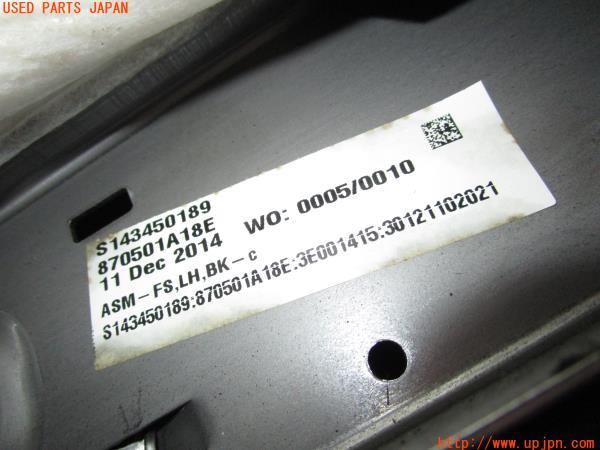 USED PARTS JAPAN
S143450189
870501A18E
11 Dec 2014
WO: 0005/0010
ASM-FS,LH,BK-c
S143450189:870501A18E:3E001415:30121102021
http://www.upjpn.com/